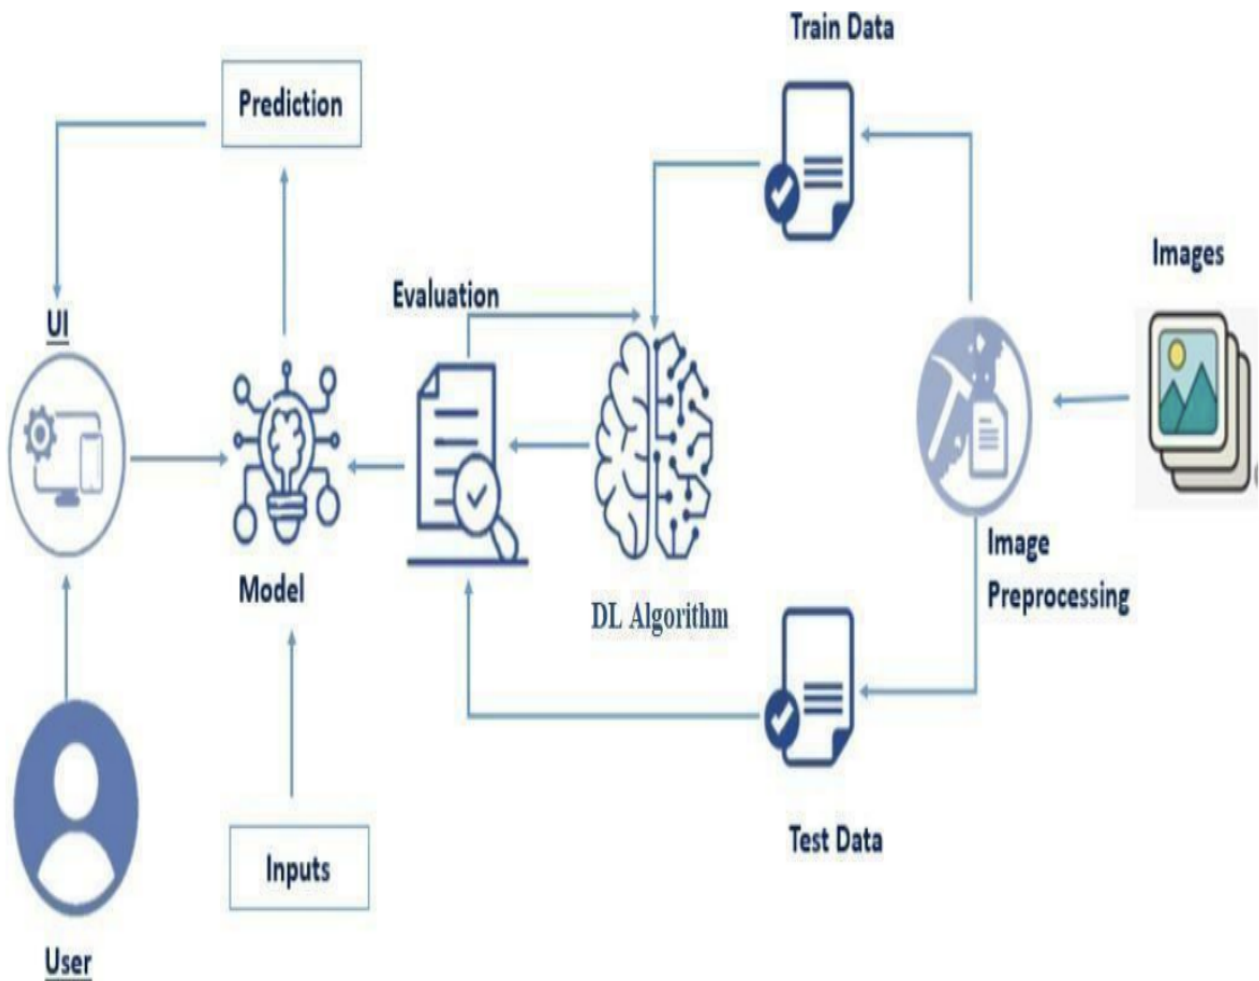 Train Data
Prediction
Images
Evaluation
UI
Image
Preprocessing
Model
DL Algorithm
Test Data
Inputs
User